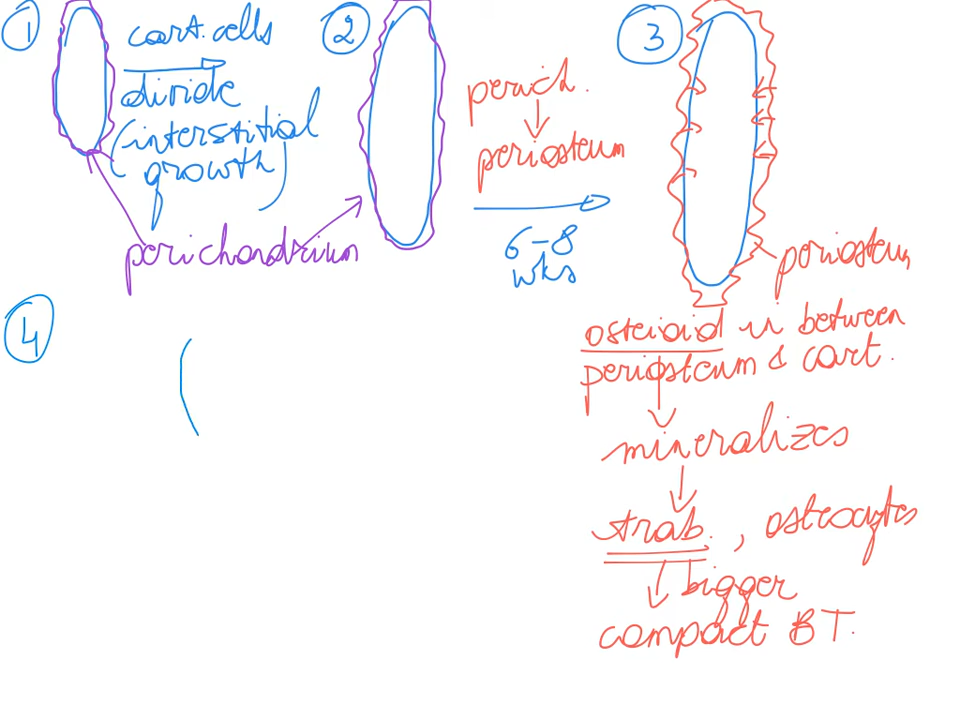 1
cart. cells
divide
(interstitial
growth)
perichondrium
2
perich.
periosteum
6-8
wks
3
periosteum
osteioid in between
periosteum & cart.
mineralizes
trab., osteocytes
bigger
compact BT.
4